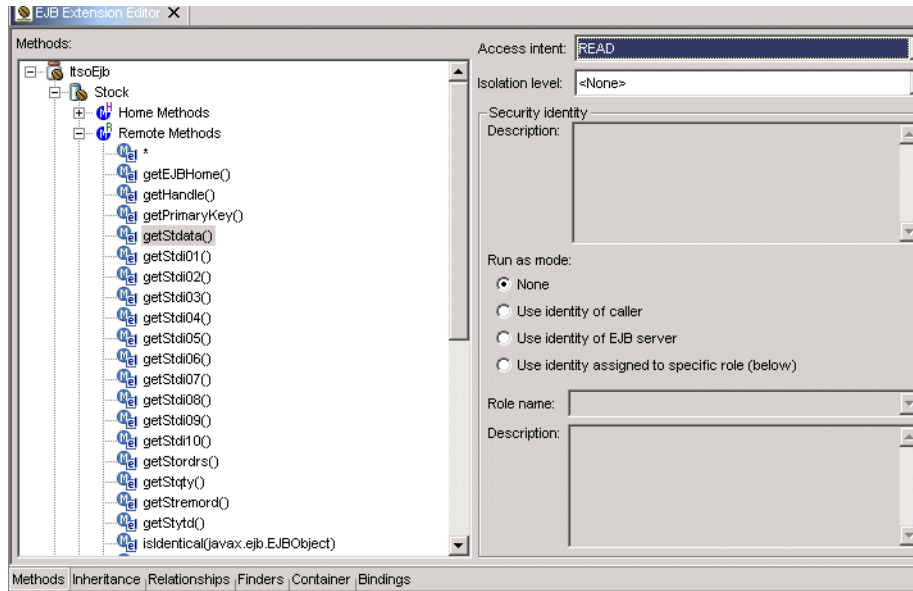 EJB Extension Editor X
Methods:
ItsoEjb
Stock
Home Methods
Remote Methods
*
getEJBHome()
getHandle()
getPrimaryKey()
getStdata()
getStdi01()
getStdi02()
getStdi03()
getStdi04()
getStdi05()
getStdi06()
getStdi07()
getStdi08()
getStdi09()
getStdi10()
getStordrs()
getStqty()
getStremord()
getStytd()
isIdentical(javax.ejb.EJBObject)
Access intent: READ
Isolation level: <None>
Security identity
Description:
Run as mode:
None
Use identity of caller
Use identity of EJB server
Use identity assigned to specific role (below)
Role name:
Description:
Methods Inheritance Relationships Finders Container Bindings